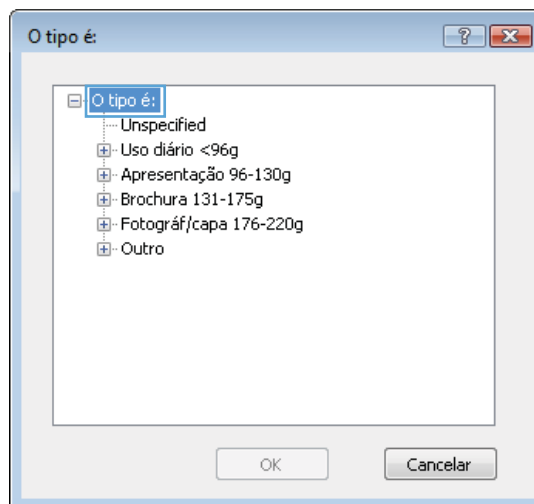 O tipo é:
O tipo é:
Unspecified
Uso diário <96g
Apresentação 96-130g
Brochura 131-175g
Fotográf/capa 176-220g
Outro
OK
Cancelar